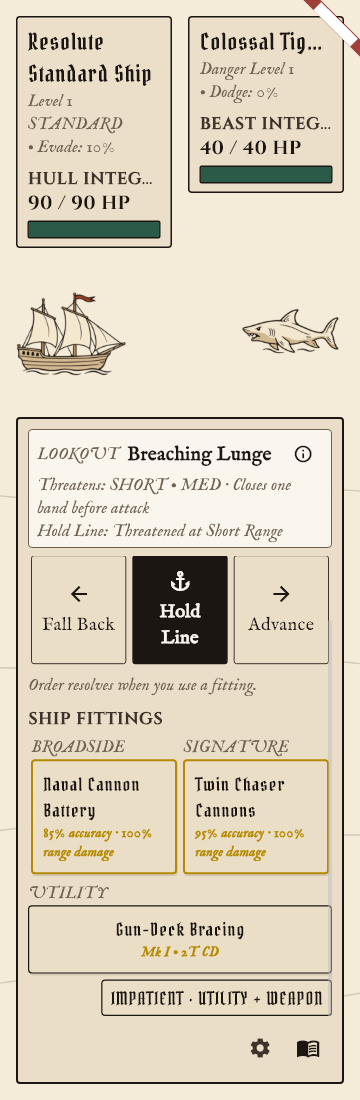 Resolute
Standard Ship
Level 1
STANDARD
• Evade: 10%
HULL INTEG...
90 / 90 HP
Colossal Tig...
Danger Level 1
• Dodge: 0%
BEAST INTEG...
40 / 40 HP
LOOKOUT Breaching Lunge
Threatens: SHORT • MED · Closes one
band before attack
Hold Line: Threatened at Short Range
Fall Back
Hold
Line
Advance
Order resolves when you use a fitting.
SHIP FITTINGS
BROADSIDE
SIGNATURE
Naval Cannon
Battery
85% accuracy · 100%
range damage
Twin Chaser
Cannons
95% accuracy · 100%
range damage
UTILITY
Gun-Deck Bracing
Mk I • 2T CD
IMPATIENT · UTILITY + WEAPON